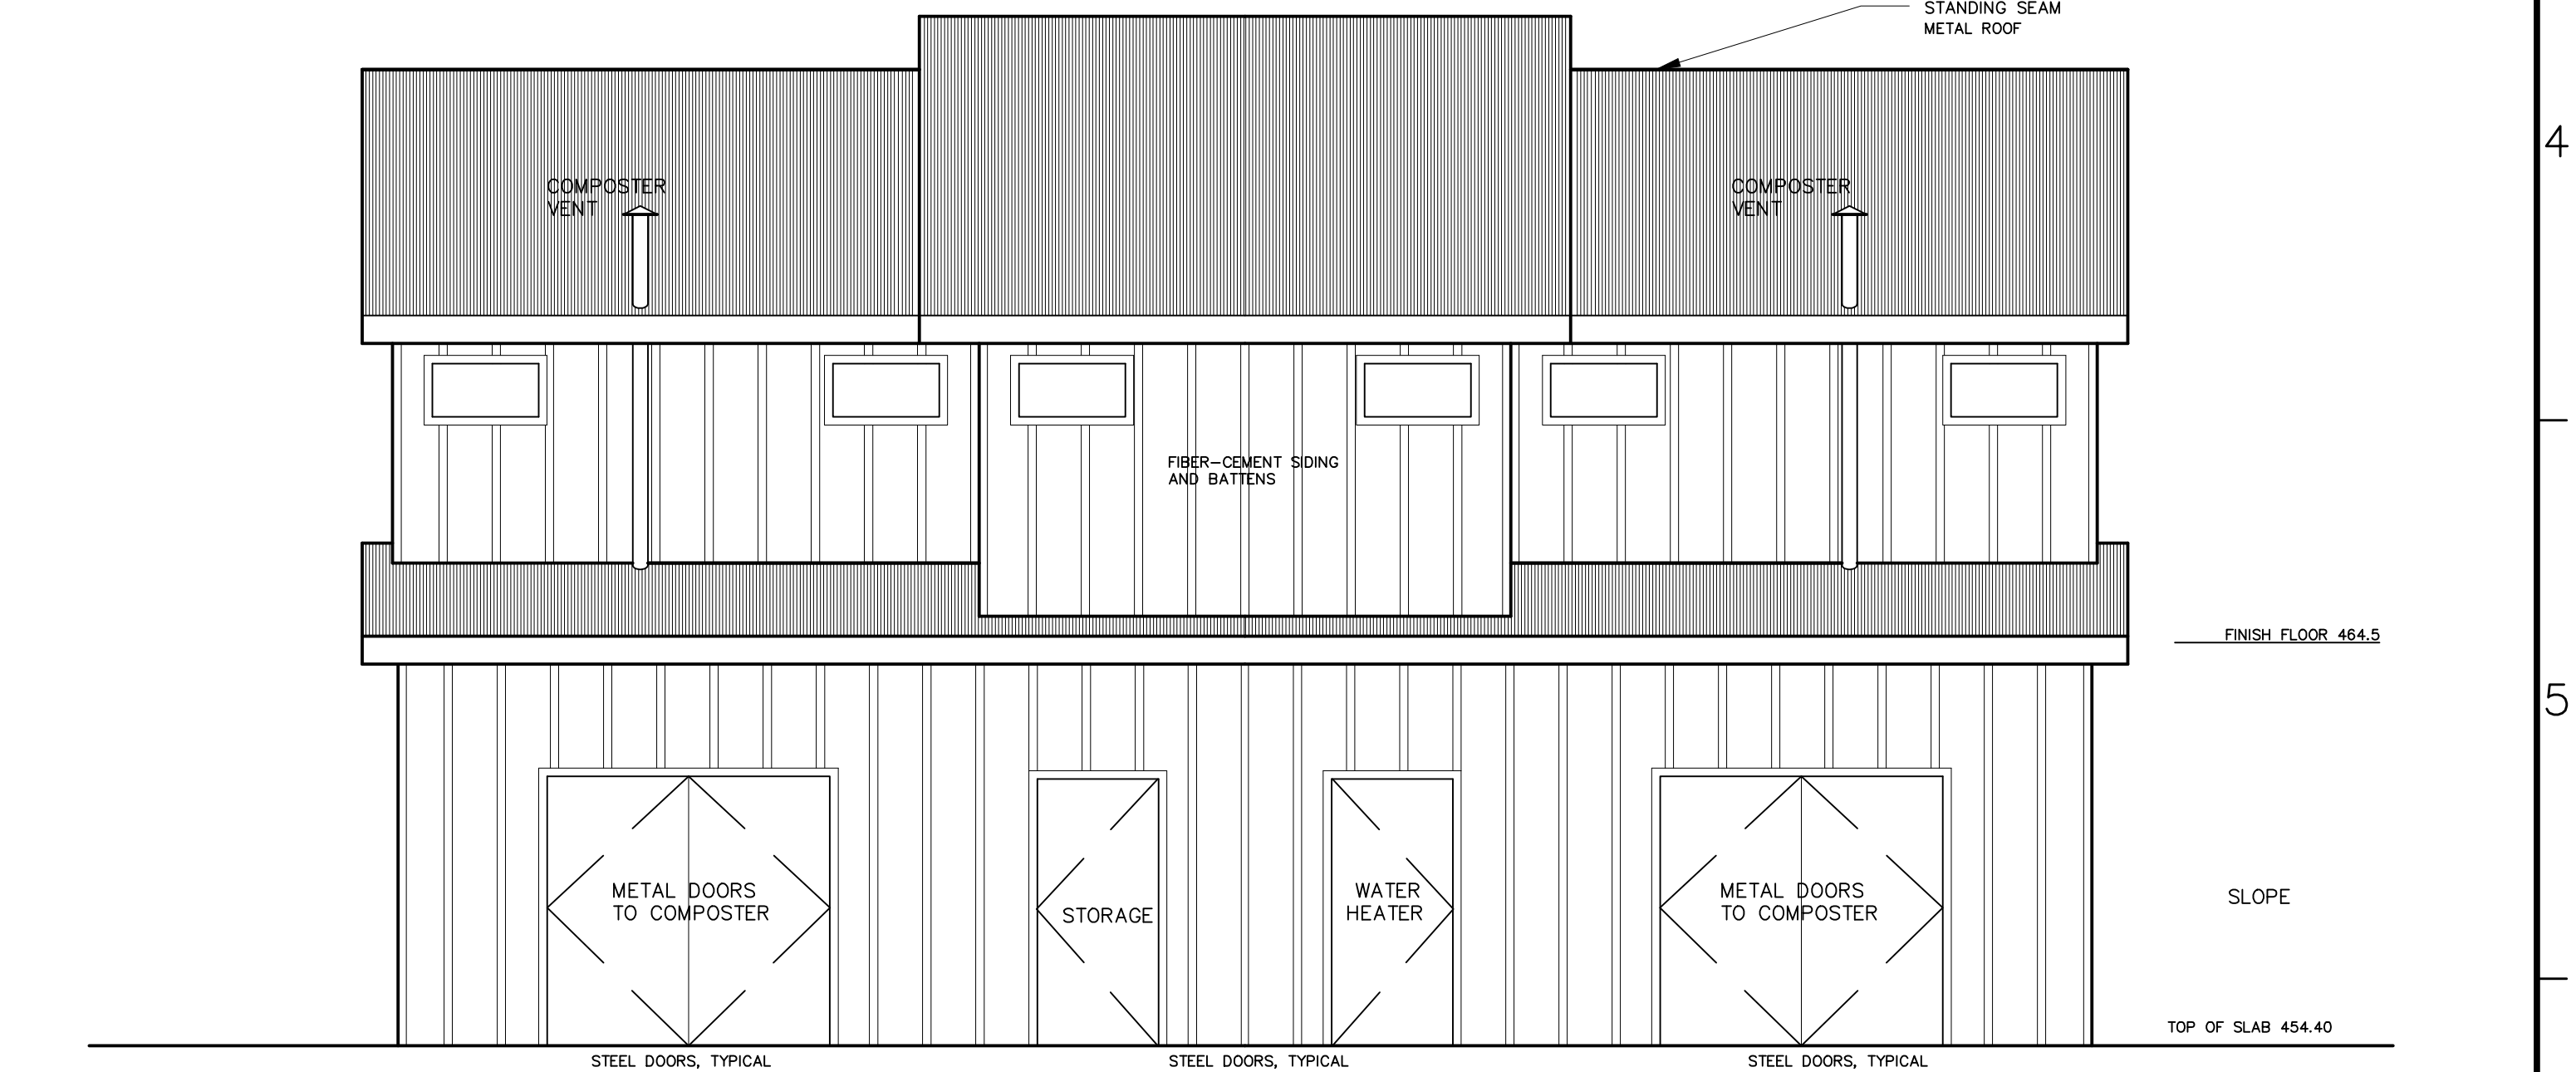 STANDING SEAM
METAL ROOF
4
COMPOSTER
VENT
COMPOSTER
VENT
FIBER-CEMENT SIDING
AND BATTENS
FINISH FLOOR 464.5
5
METAL DOORS
TO COMPOSTER
STORAGE
WATER
HEATER
METAL DOORS
TO COMPOSTER
SLOPE
TOP OF SLAB 454.40
STEEL DOORS, TYPICAL
STEEL DOORS, TYPICAL
STEEL DOORS, TYPICAL